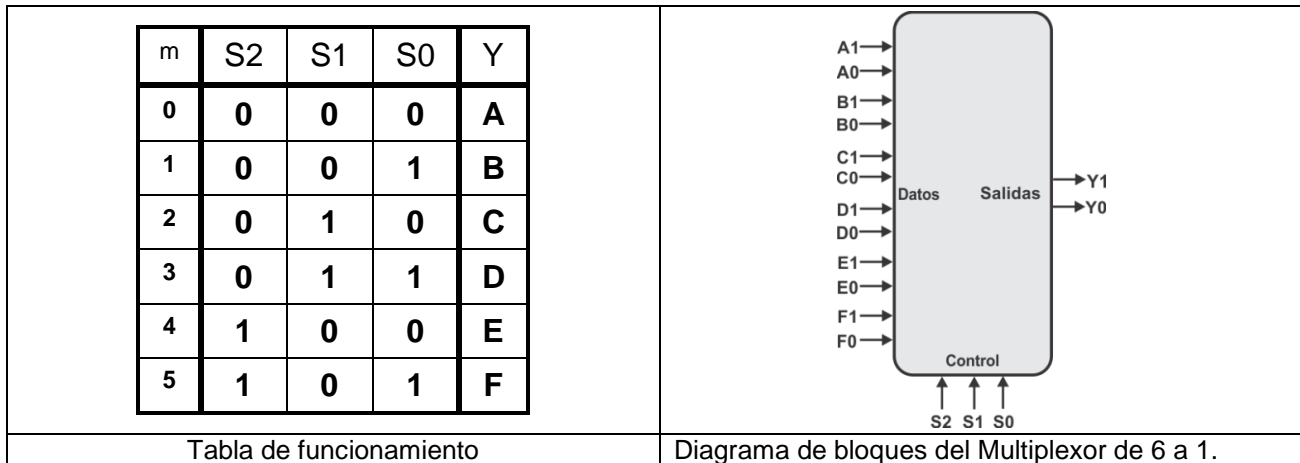 m S2 S1 S0 Y
0 0 0 0 A
1 0 0 1 B
2 0 1 0 C
3 0 1 1 D
4 1 0 0 E
5 1 0 1 F
Tabla de funcionamiento
A1
A0
B1
B0
C1
C0
D1
D0
E1
E0
F1
F0
Datos
Salidas
Y1
Y0
Control
S2 S1 S0
Diagrama de bloques del Multiplexor de 6 a 1.